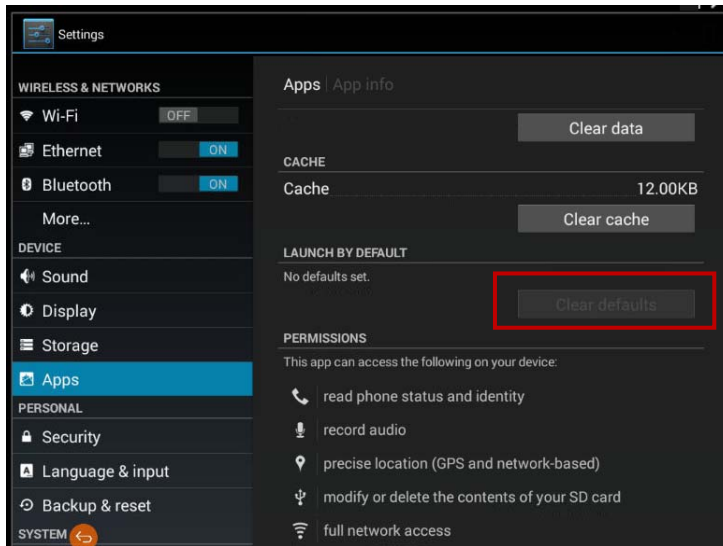 Settings
WIRELESS & NETWORKS
Wi-Fi OFF
Ethernet ON
Bluetooth ON
More...
DEVICE
Sound
Display
Storage
Apps
PERSONAL
Security
Language & input
Backup & reset
SYSTEM
Apps App info
Clear data
CACHE
Cache 12.00KB
Clear cache
LAUNCH BY DEFAULT
No defaults set.
Clear defaults
PERMISSIONS
This app can access the following on your device:
read phone status and identity
record audio
precise location (GPS and network-based)
modify or delete the contents of your SD card
full network access